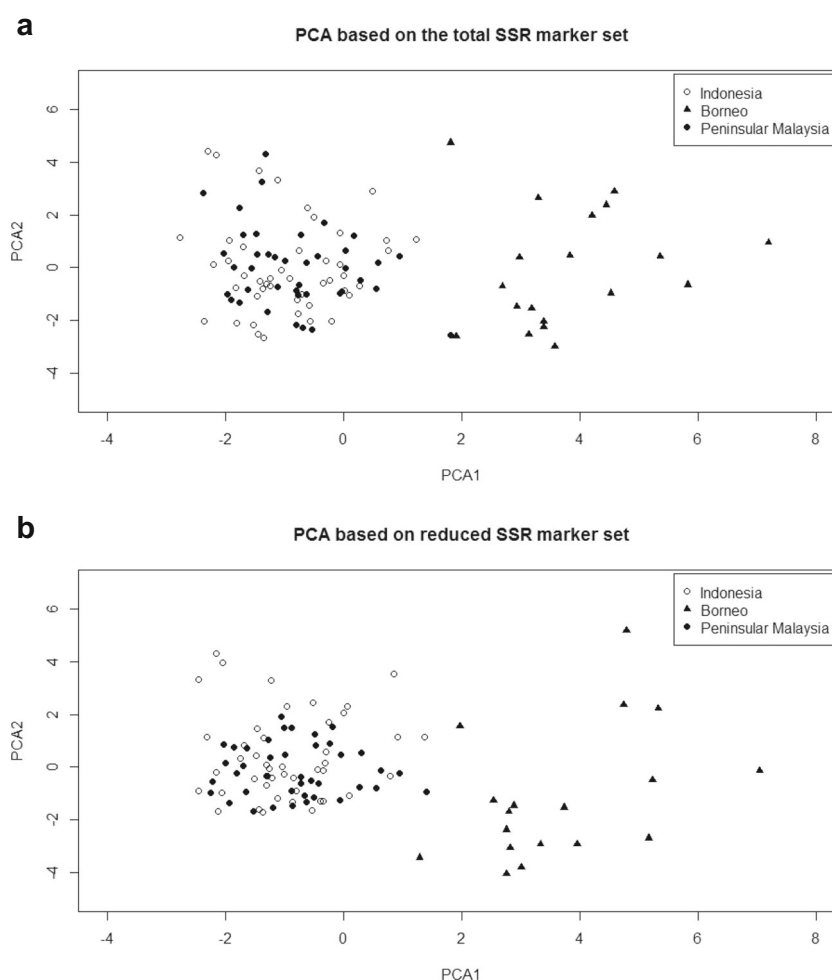 a
PCA based on the total SSR marker set
Indonesia
Borneo
Peninsular Malaysia
PCA2
6
4
2
0
-2
-4
-4 -2 0 2 4 6 8
PCA1
b
PCA based on reduced SSR marker set
Indonesia
Borneo
Peninsular Malaysia
PCA2
6
4
2
0
-2
-4
-4 -2 0 2 4 6 8
PCA1